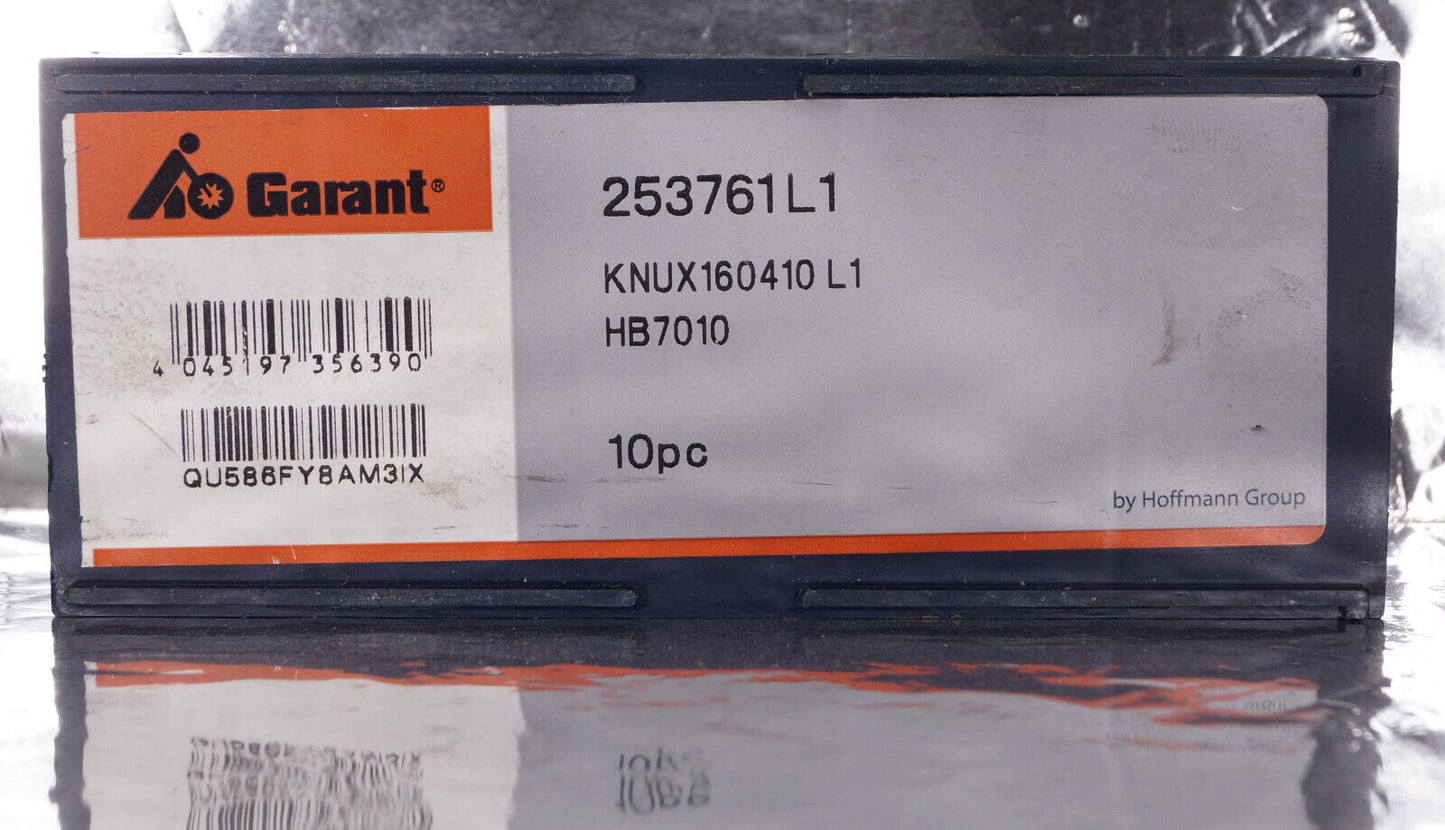 Garant®
253761 L1
KNUX160410 L1
HB7010
4 045197 356390
QU586FY8AM3IX
10pc
by Hoffmann Group